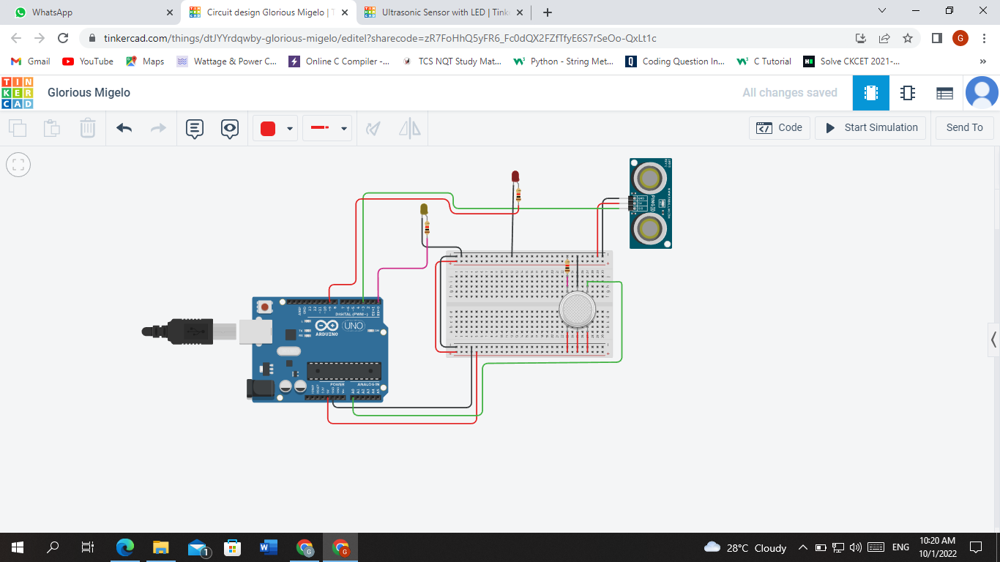 WhatsApp
Circuit design Glorious Migelo | T
Ultrasonic Sensor with LED | Tink
tinkercad.com/things/dtJYYrdqwby-glorious-migelo/editel?sharecode=zR7FoHhQ5yFR6_Fc0dQX2FZfTfyE6S7rSeOo-QxLt1c
G
Gmail
YouTube
Maps
Wattage & Power C...
Online C Compiler -...
TCS NQT Study Mat...
Python - String Met...
Coding Question In...
C Tutorial
Solve CKCET 2021-...
»
TIN
KER
CAD
Glorious Migelo
All changes saved
Code
Start Simulation
Send To
DIGITAL (PWM~)
UNO
ARDUINO
ON
POWER
ANALOG IN
PING)))
28°C Cloudy
ENG
10:20 AM
10/1/2022